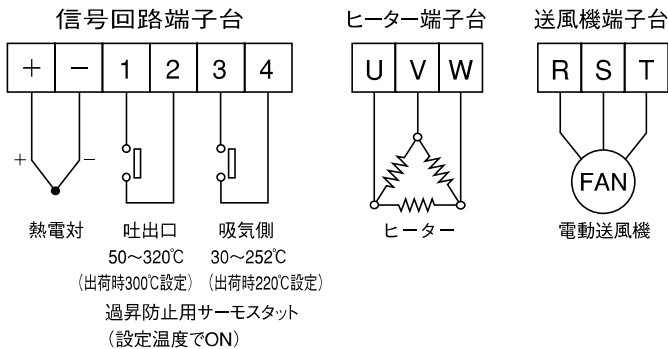 信号回路端子台
ヒーター端子台
送風機端子台
+ − 1 2 3 4
U V W
R S T
+ −
FAN
熱電対
吐出口
50〜320℃
(出荷時300℃設定)
吸気側
30〜252℃
(出荷時220℃設定)
過昇防止用サーモスタット
(設定温度でON)
ヒーター
電動送風機